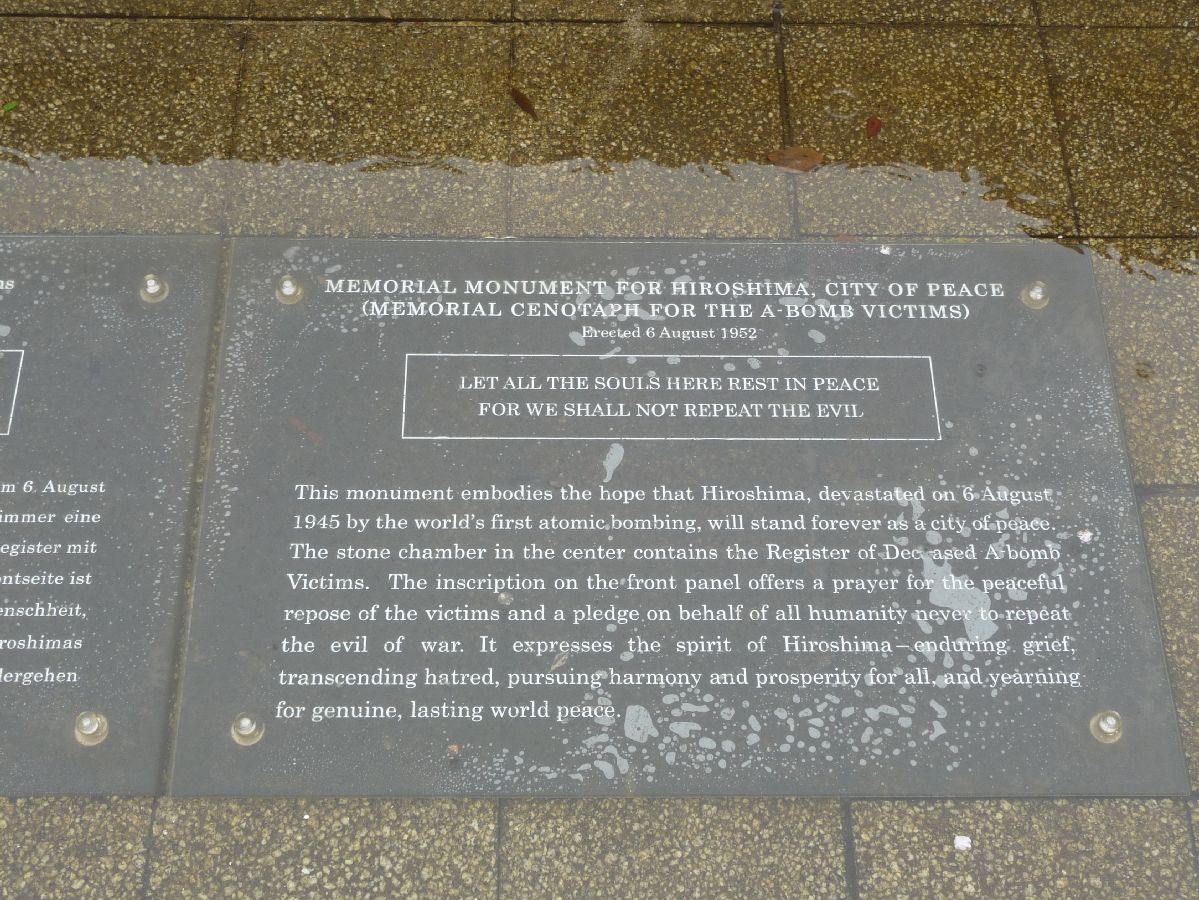 ns
m 6. August
immer eine
egister mit
ontseite ist
enschheit,
roshimas
dergehen
MEMORIAL MONUMENT FOR HIROSHIMA, CITY OF PEACE
(MEMORIAL CENOTAPH FOR THE A-BOMB VICTIMS)
Erected 6 August 1952
LET ALL THE SOULS HERE REST IN PEACE
FOR WE SHALL NOT REPEAT THE EVIL
This monument embodies the hope that Hiroshima, devastated on 6 August
1945 by the world's first atomic bombing, will stand forever as a city of peace.
The stone chamber in the center contains the Register of Dec ased A-bomb
Victims. The inscription on the front panel offers a prayer for the peaceful
repose of the victims and a pledge on behalf of all humanity never to repeat
the evil of war. It expresses the spirit of Hiroshima – enduring grief,
transcending hatred, pursuing harmony and prosperity for all, and yearning
for genuine, lasting world peace.